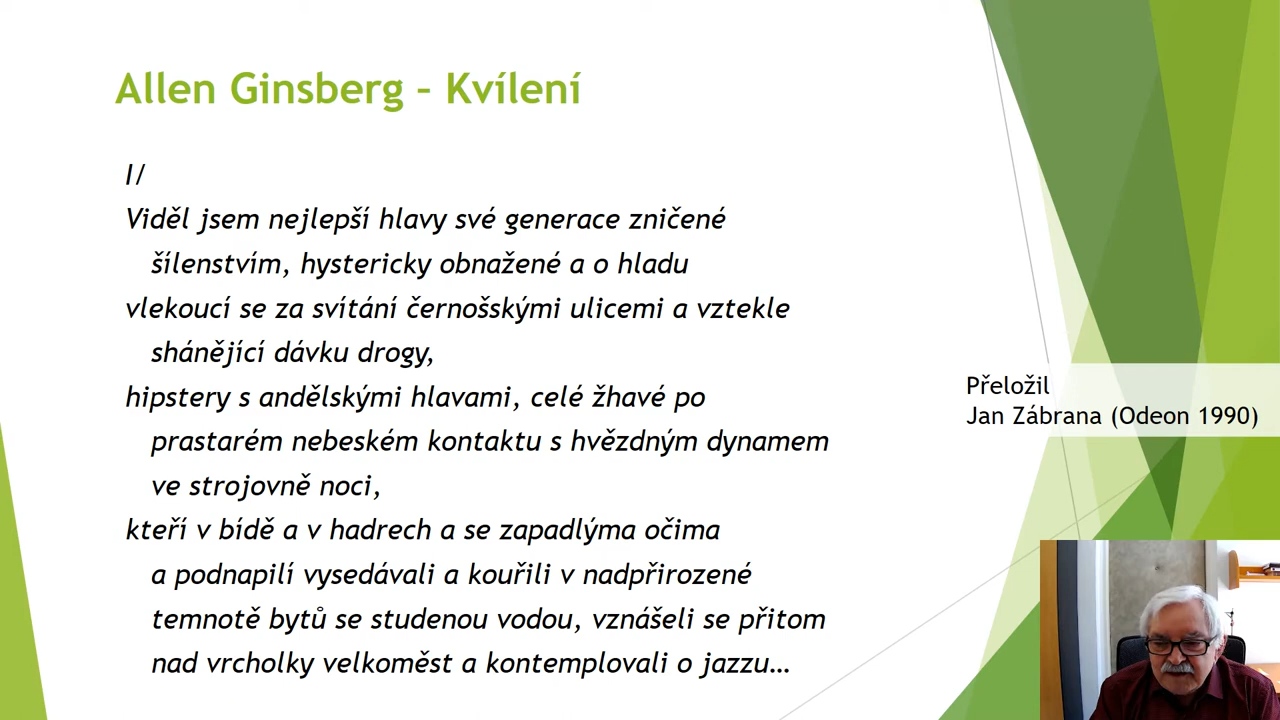 Allen Ginsberg – Kvílení
I/
Viděl jsem nejlepší hlavy své generace zničené
šílenstvím, hystericky obnažené a o hladu
vlekoucí se za svítání černošskými ulicemi a vztekle
shánějící dávku drogy,
hipstery s andělskými hlavami, celé žhavé po
prastarém nebeském kontaktu s hvězdným dynamem
ve strojovně noci,
kteří v bídě a v hadrech a se zapadlýma očima
a podnapilí vysedávali a kouřili v nadpřirozené
temnotě bytů se studenou vodou, vznášeli se přitom
nad vrcholky velkoměst a kontemplovali o jazzu…
Přeložil
Jan Zábrana (Odeon 1990)